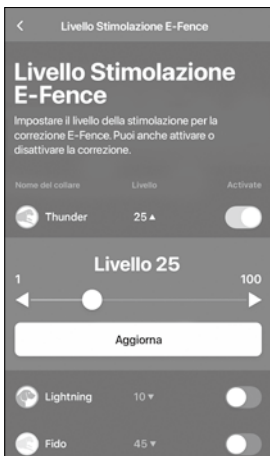 Livello Stimolazione E-Fence
Livello Stimolazione
E-Fence
Impostare il livello della stimolazione per la
correzione E-Fence. Puoi anche attivare o
disattivare la correzione.
Nome del collare Livello Activate
Thunder 25 ▲
Livello 25
1 100
Aggiorna
Lightning 10 ▼
Fido 45 ▼